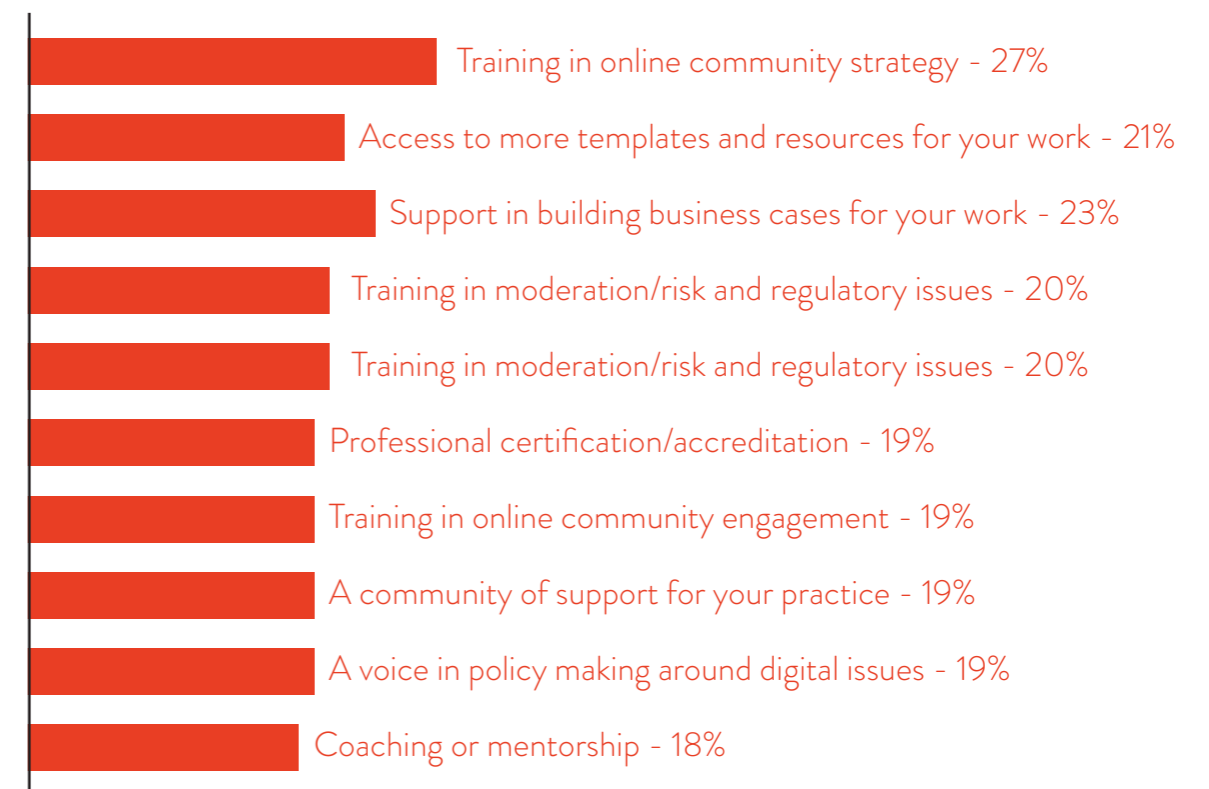 Training in online community strategy - 27%
Access to more templates and resources for your work - 21%
Support in building business cases for your work - 23%
Training in moderation/risk and regulatory issues - 20%
Training in moderation/risk and regulatory issues - 20%
Professional certification/accreditation - 19%
Training in online community engagement - 19%
A community of support for your practice - 19%
A voice in policy making around digital issues - 19%
Coaching or mentorship - 18%